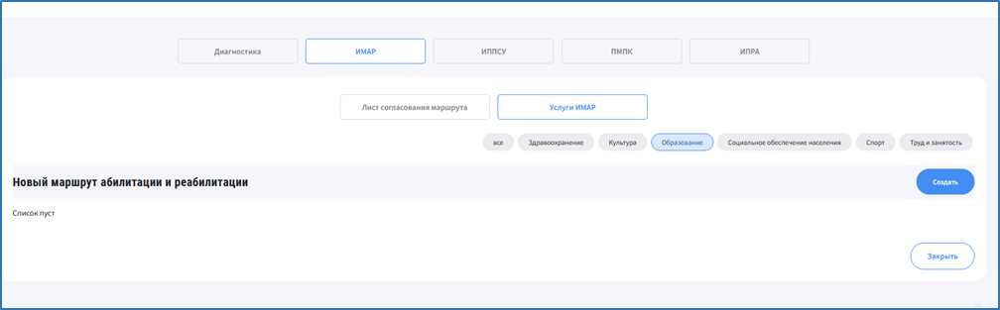 Диагностика ИМАР ИППСУ ПМПК ИПРА
Лист согласования маршрута Услуги ИМАР
все Здравоохранение Культура Образование Социальное обеспечение населения Спорт Труд и занятость
Новый маршрут абилитации и реабилитации Создать
Список пуст
Закрыть